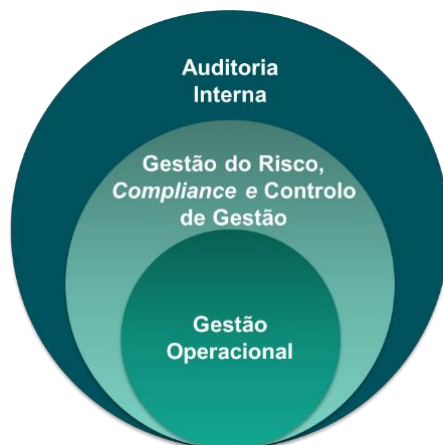 Auditoria
Interna
Gestão do Risco,
Compliance e Controlo
de Gestão
Gestão
Operacional